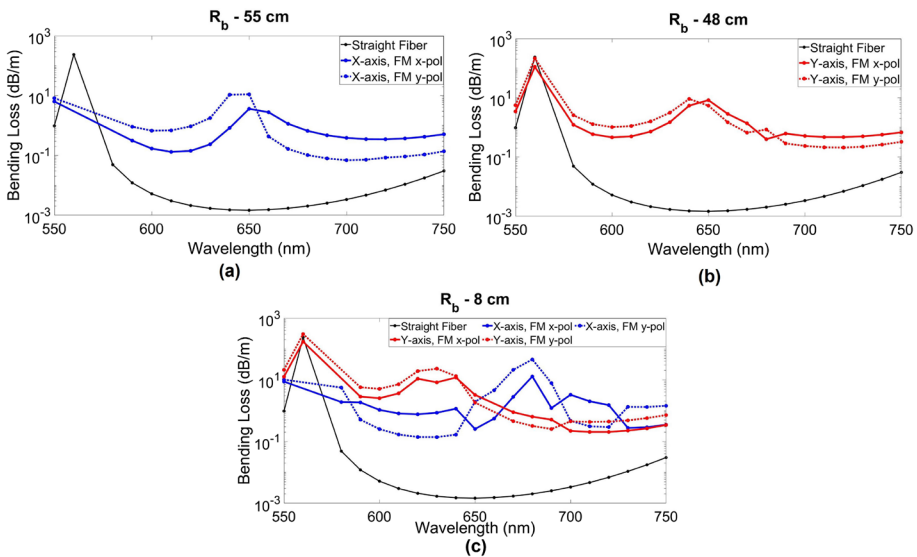 R_b - 55 cm
Bending Loss (dB/m)
10^3
10^1
10^-1
10^-3
Straight Fiber
X-axis, FM x-pol
X-axis, FM y-pol
550 600 650 700 750
Wavelength (nm)
(a)
R_b - 48 cm
Bending Loss (dB/m)
10^3
10^1
10^-1
10^-3
Straight Fiber
Y-axis, FM x-pol
Y-axis, FM y-pol
550 600 650 700 750
Wavelength (nm)
(b)
R_b - 8 cm
Bending Loss (dB/m)
10^3
10^1
10^-1
10^-3
Straight Fiber X-axis, FM x-pol X-axis, FM y-pol
Y-axis, FM x-pol Y-axis, FM y-pol
550 600 650 700 750
Wavelength (nm)
(c)